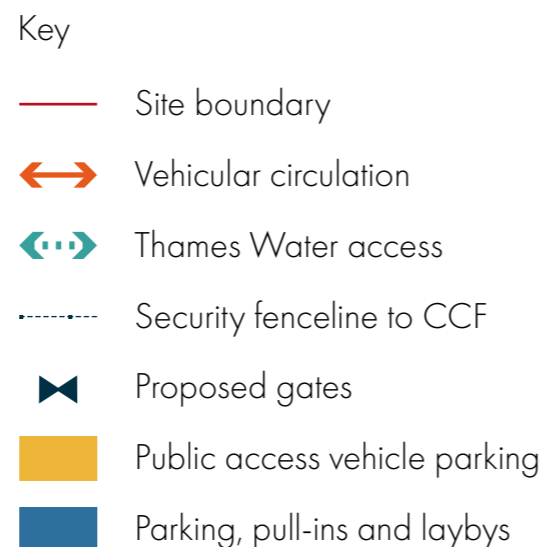 Key
Site boundary
Vehicular circulation
Thames Water access
Security fenceline to CCF
Proposed gates
Public access vehicle parking
Parking, pull-ins and laybys